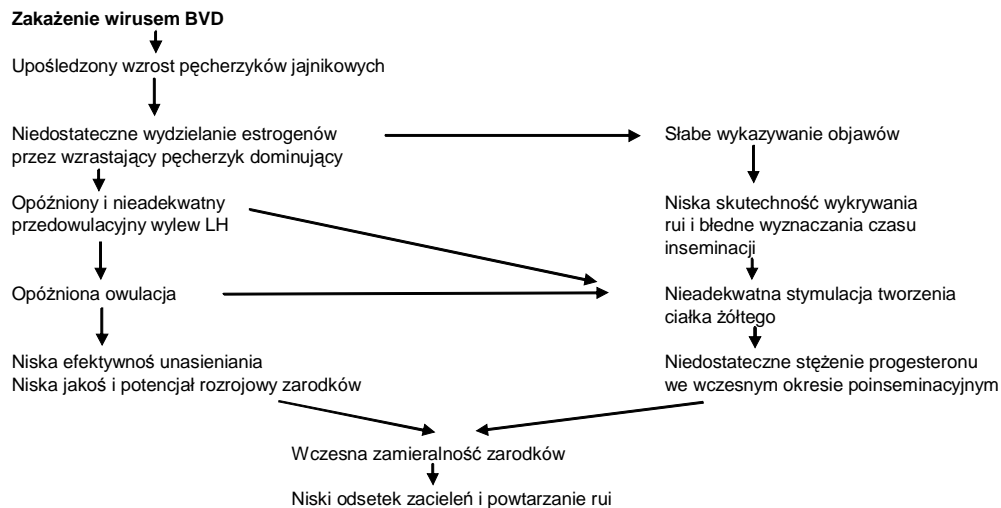 Zakażenie wirusem BVD
Upośledzony wzrost pęcherzyków jajnikowych
Niedostateczne wydzielanie estrogenów
przez wzrastający pęcherzyk dominujący
Słabe wykazywanie objawów
Opóźniony i nieadekwatny
przedowulacyjny wylew LH
Niska skutechność wykrywania
rui i błedne wyznaczania czasu
inseminacji
Opóżniona owulacja
Nieadekwatna stymulacja tworzenia
ciałka żółtego
Niska efektywnoś unasieniania
Niska jakoś i potencjał rozrojowy zarodków
Niedostateczne stężenie progesteronu
we wczesnym okresie poinseminacyjnym
Wczesna zamieralność zarodków
Niski odsetek zacieleń i powtarzanie rui